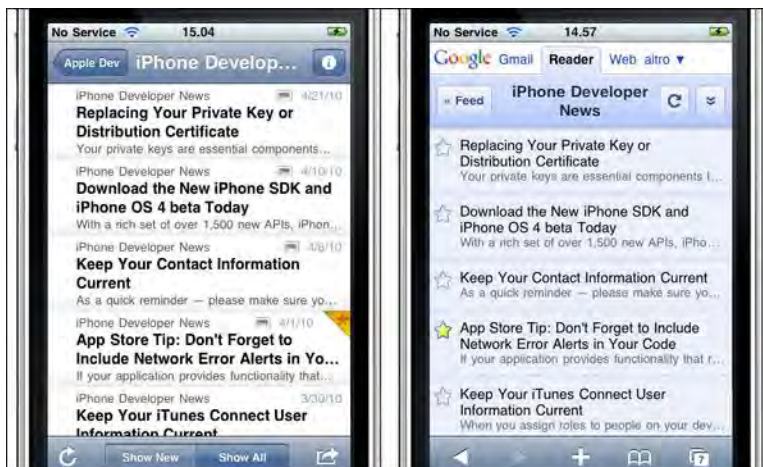 No Service 15.04
Apple Dev iPhone Develop... i
iPhone Developer News 4/21/10
Replacing Your Private Key or
Distribution Certificate
Your private keys are essential components...
iPhone Developer News 4/10/10
Download the New iPhone SDK and
iPhone OS 4 beta Today
With a rich set of over 1,500 new APIs, iPhon...
iPhone Developer News 4/8/10
Keep Your Contact Information
Current
As a quick reminder — please make sure yo...
iPhone Developer News 4/1/10
App Store Tip: Don't Forget to
Include Network Error Alerts in Yo...
If your application provides functionality that...
iPhone Developer News 3/30/10
Keep Your iTunes Connect User
Information Current
Show New Show All
No Service 14.57
Google Gmail Reader Web altro ▼
« Feed
iPhone Developer
News
Replacing Your Private Key or
Distribution Certificate
Your private keys are essential components t...
Download the New iPhone SDK and
iPhone OS 4 beta Today
With a rich set of over 1,500 new APIs, iPho...
Keep Your Contact Information Current
As a quick reminder — please make sure yo...
App Store Tip: Don't Forget to Include
Network Error Alerts in Your Code
If your application provides functionality that r...
Keep Your iTunes Connect User
Information Current
When you assign roles to people on your dev...
7